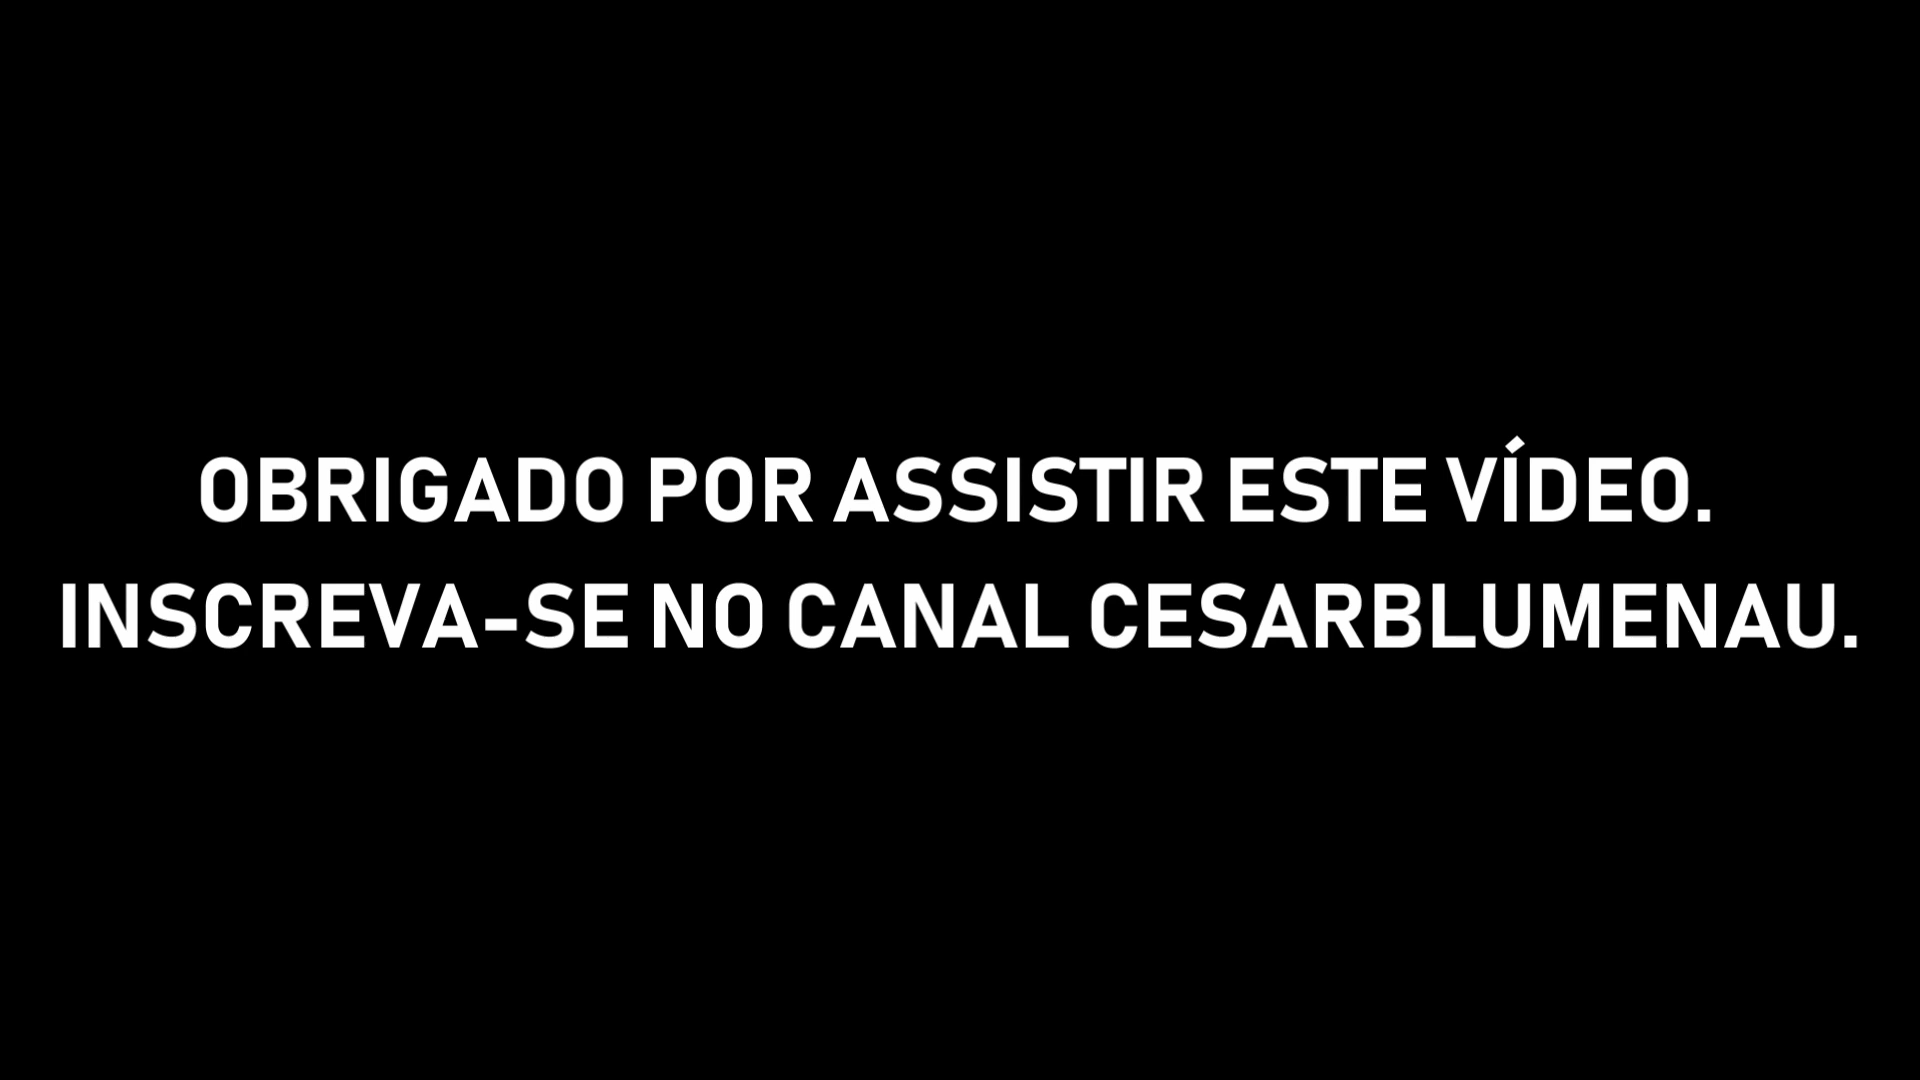 OBRIGADO POR ASSISTIR ESTE VÍDEO.
INSCREVA-SE NO CANAL CESARBLUMENAU.